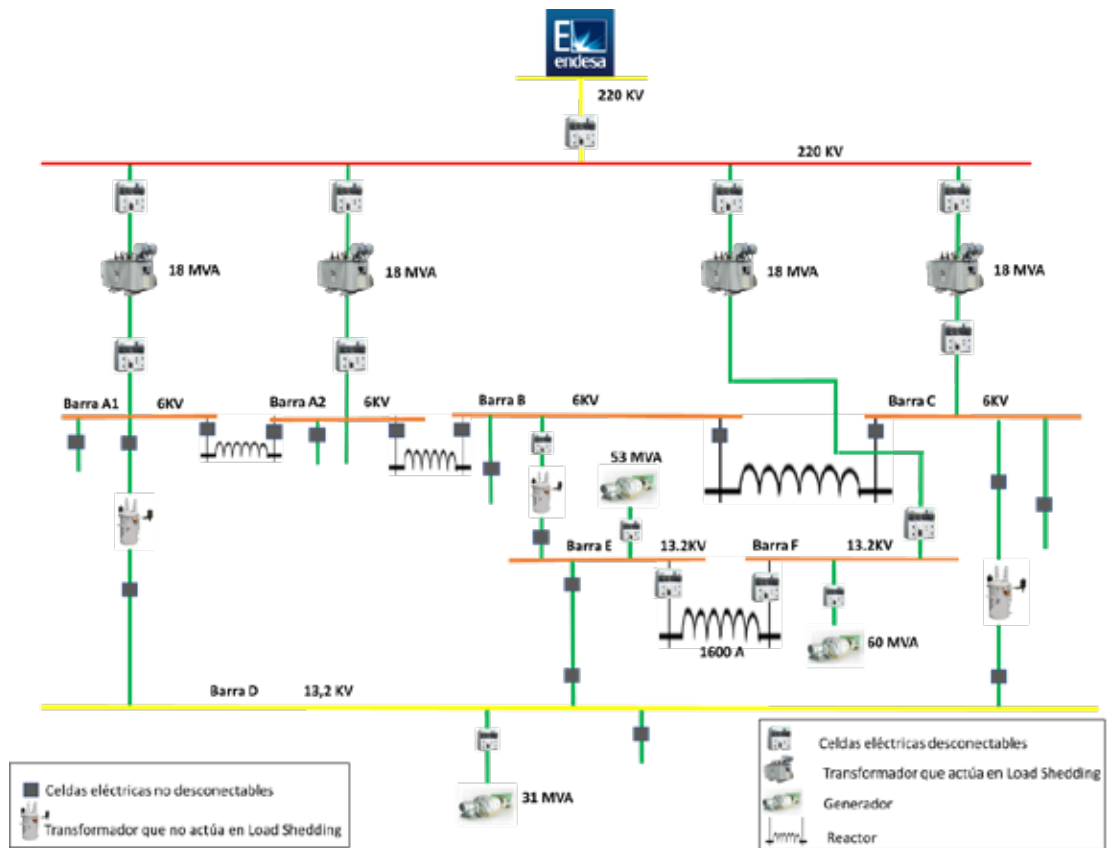 E
endesa
220 KV
220 KV
18 MVA
18 MVA
18 MVA
18 MVA
Barra A1
6KV
Barra A2
6KV
Barra B
6KV
Barra C
6KV
53 MVA
Barra E
13.2KV
Barra F
13.2KV
1600 A
60 MVA
Barra D
13,2 KV
31 MVA
Celdas eléctricas no desconectables
Transformador que no actúa en Load Shedding
Celdas eléctricas desconectables
Transformador que actúa en Load Shedding
Generador
Reactor